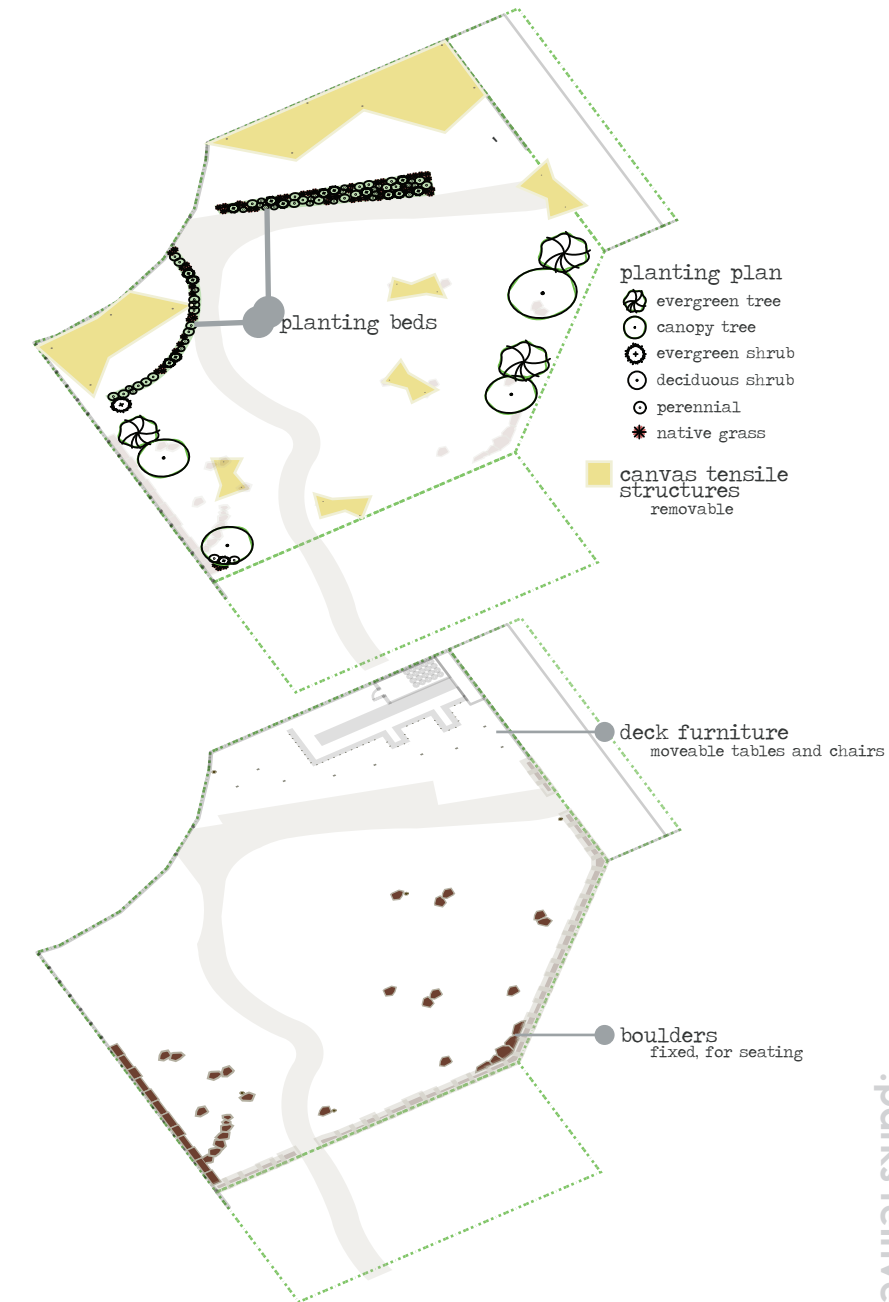 planting plan
evergreen tree
canopy tree
evergreen shrub
deciduous shrub
perennial
native grass
canvas tensile
structures
removable
planting beds
deck furniture
moveable tables and chairs
boulders
fixed, for seating